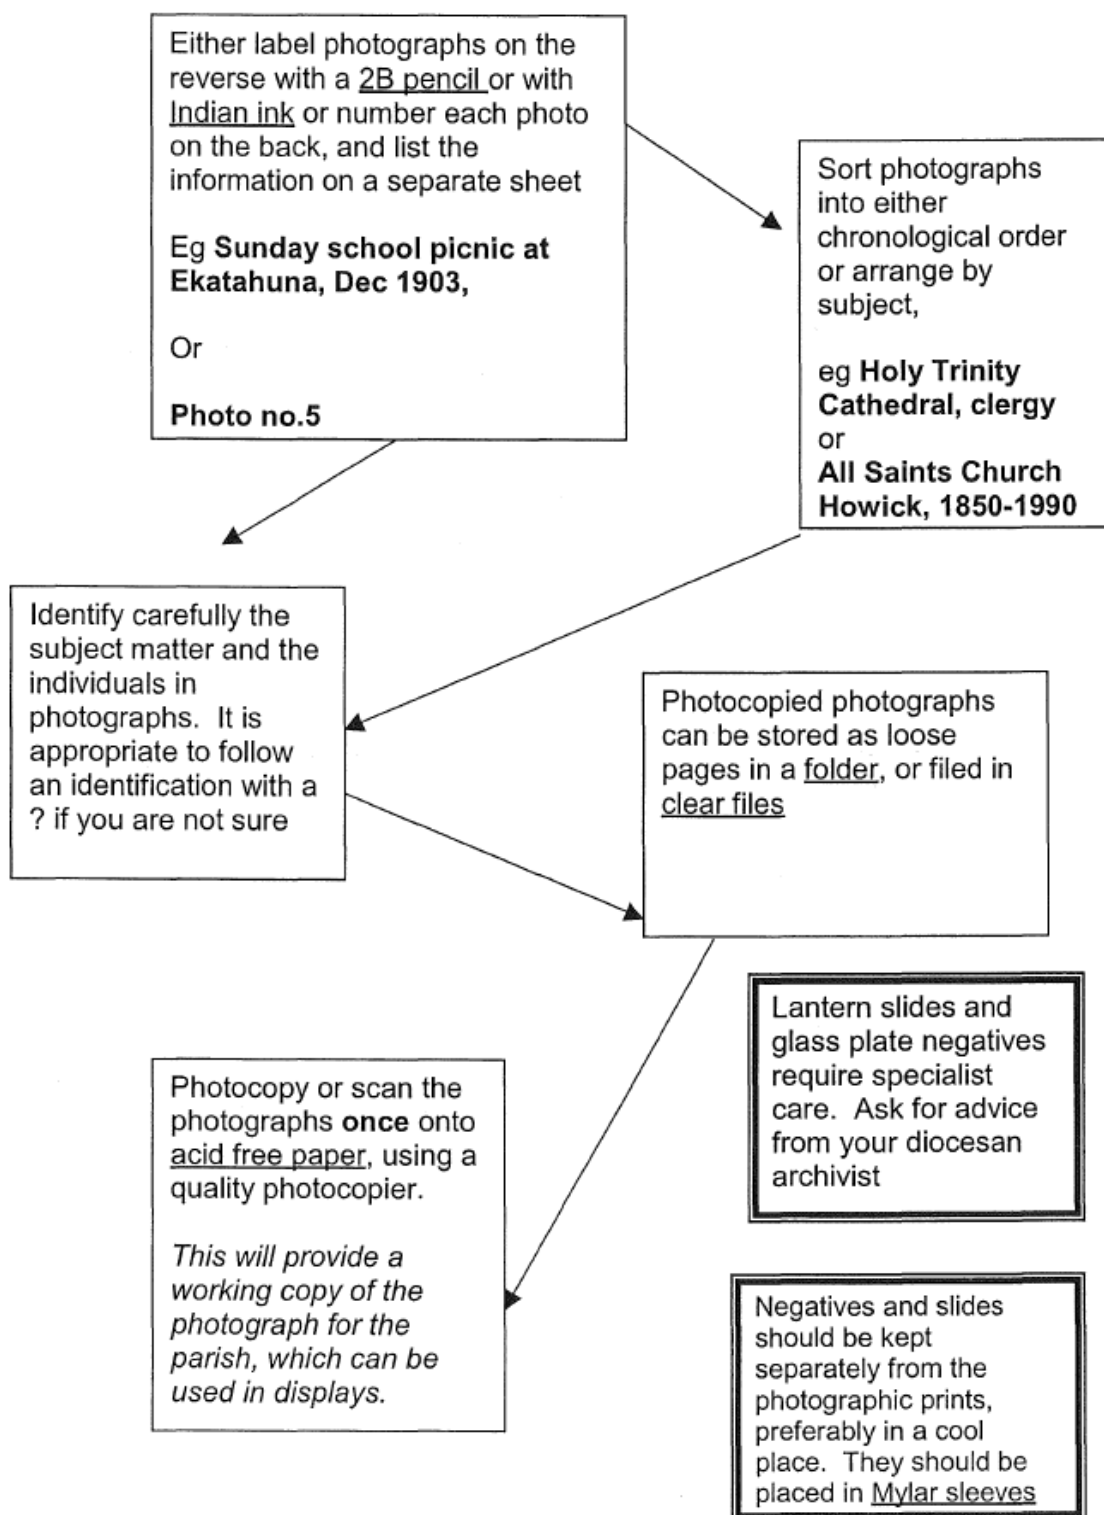 Either label photographs on the
reverse with a 2B pencil or with
Indian ink or number each photo
on the back, and list the
information on a separate sheet
Eg Sunday school picnic at
Ekatahuna, Dec 1903,
Or
Photo no.5
Sort photographs
into either
chronological order
or arrange by
subject,
eg Holy Trinity
Cathedral, clergy
or
All Saints Church
Howick, 1850-1990
Identify carefully the
subject matter and the
individuals in
photographs.  It is
appropriate to follow
an identification with a
? if you are not sure
Photocopied photographs
can be stored as loose
pages in a folder, or filed in
clear files
Photocopy or scan the
photographs once onto
acid free paper, using a
quality photocopier.
This will provide a
working copy of the
photograph for the
parish, which can be
used in displays.
Lantern slides and
glass plate negatives
require specialist
care.  Ask for advice
from your diocesan
archivist
Negatives and slides
should be kept
separately from the
photographic prints,
preferably in a cool
place.  They should be
placed in Mylar sleeves